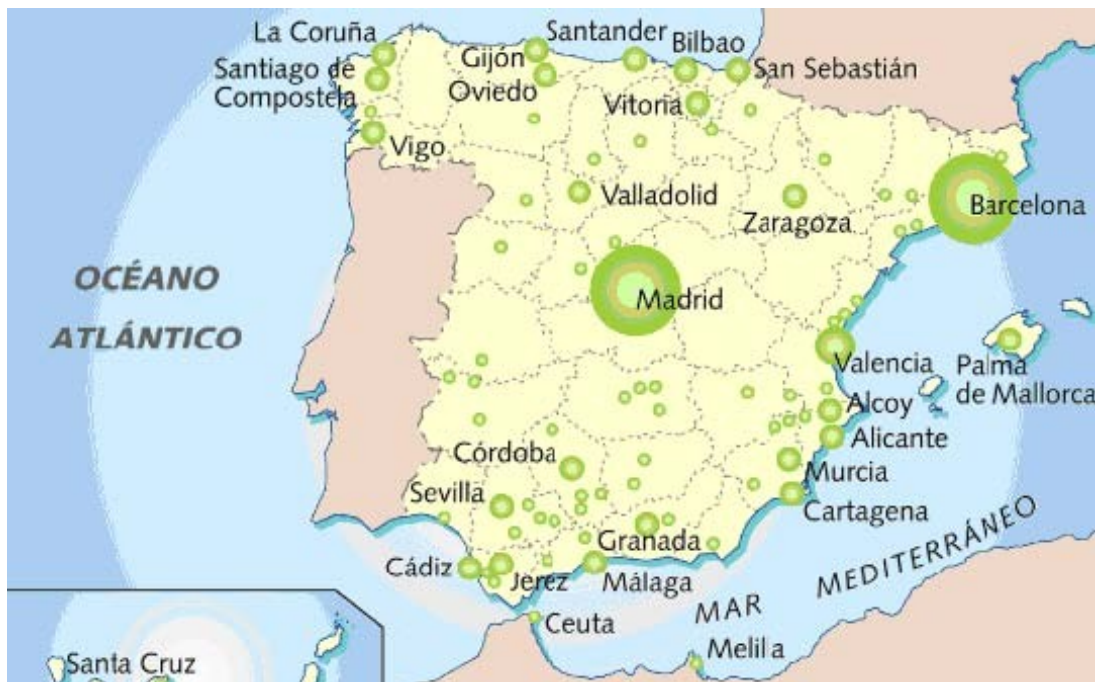 La Coruña
Santander
Bilbao
Gijón
Santiago de
Compostela
Oviedo
San Sebastián
Vitoria
Vigo
Valladolid
Zaragoza
Barcelona
OCÉANO
ATLÁNTICO
Madrid
Valencia
Palma
de Mallorca
Alcoy
Alicante
Córdoba
Murcia
Sevilla
Cartagena
Granada
Cádiz
Jerez
Málaga
MAR MEDITERRÁNEO
Ceuta
Melil a
Santa Cruz